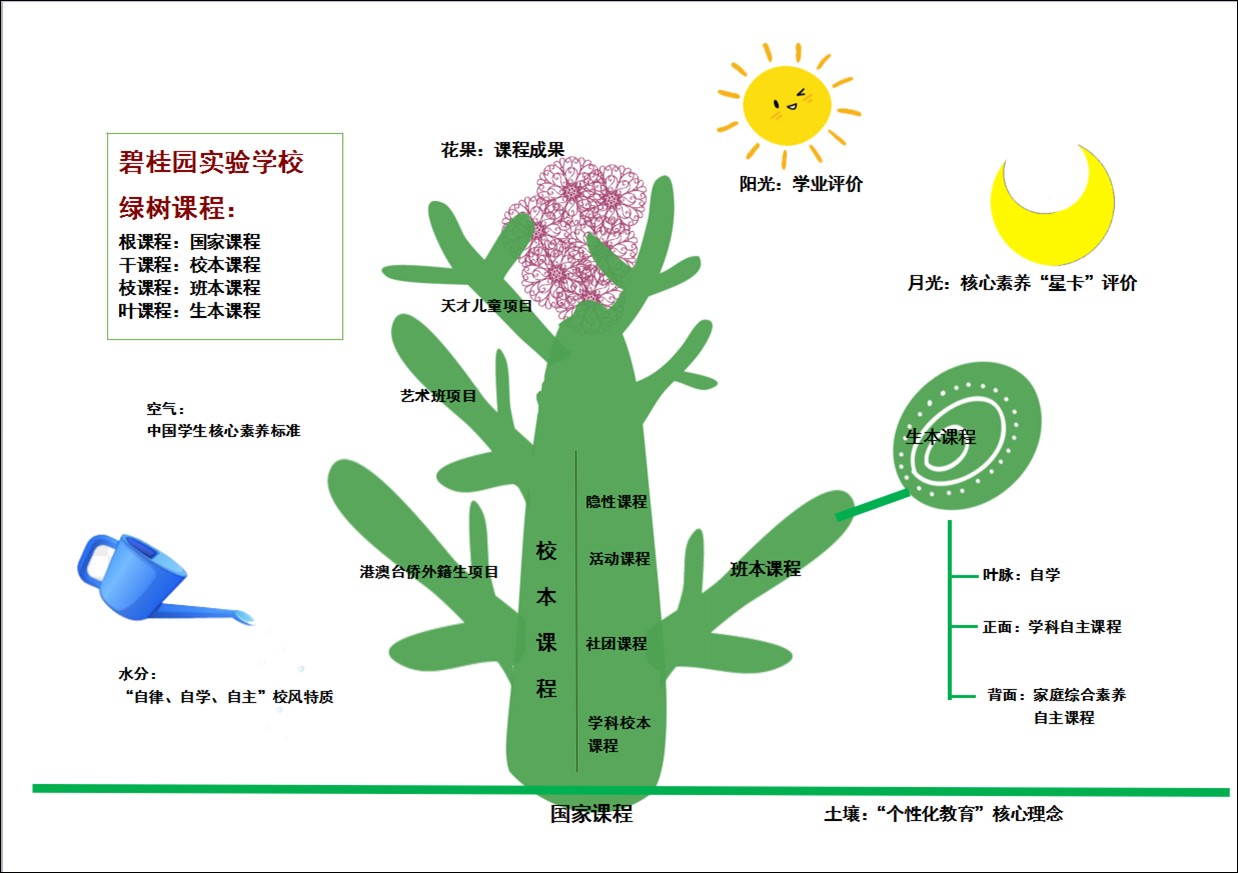 碧桂园实验学校
绿树课程：
根课程：国家课程
干课程：校本课程
枝课程：班本课程
叶课程：生本课程
花果：课程成果
阳光：学业评价
月光：核心素养“星卡”评价
天才儿童项目
艺术班项目
空气：
中国学生核心素养标准
生本课程
隐性课程
校本课程
活动课程
港澳台侨外籍生项目
班本课程
叶脉：自学
正面：学科自主课程
社团课程
水分：
“自律、自学、自主”校风特质
背面：家庭综合素养
自主课程
学科校本
课程
国家课程
土壤：“个性化教育”核心理念